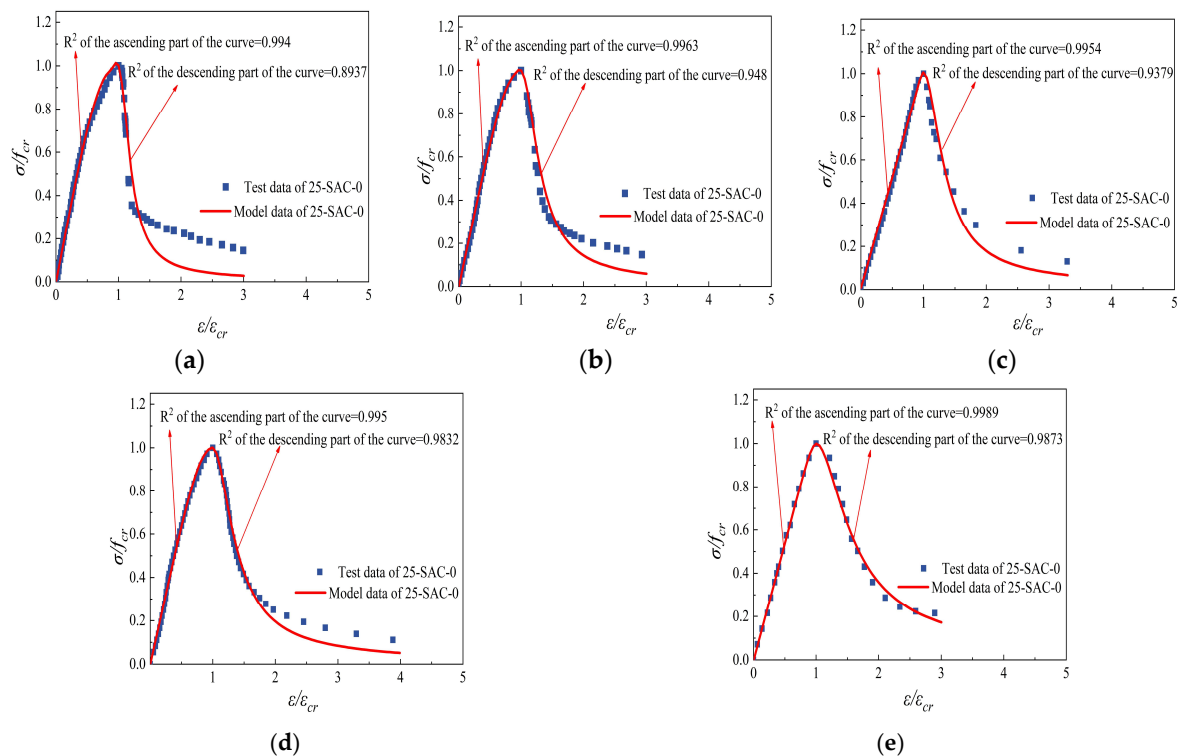 1.2
R² of the ascending part of the curve=0.994
1.0
R² of the descending part of the curve=0.8937
0.8
σ/fcr
0.6
0.4
Test data of 25-SAC-0
Model data of 25-SAC-0
0.2
0.0
0 1 2 3 4 5
ε/εcr
(a)
1.2
R² of the ascending part of the curve=0.9963
1.0
R² of the descending part of the curve=0.948
0.8
σ/fcr
0.6
0.4
Test data of 25-SAC-0
Model data of 25-SAC-0
0.2
0.0
0 1 2 3 4 5
ε/εcr
(b)
1.2
R² of the ascending part of the curve=0.9954
1.0
R² of the descending part of the curve=0.9379
0.8
σ/fcr
0.6
0.4
Test data of 25-SAC-0
Model data of 25-SAC-0
0.2
0.0
0 1 2 3 4 5
ε/εcr
(c)
1.2
R² of the ascending part of the curve=0.995
1.0
R² of the descending part of the curve=0.9832
0.8
σ/fcr
0.6
0.4
Test data of 25-SAC-0
Model data of 25-SAC-0
0.2
0.0
0 1 2 3 4 5
ε/εcr
(d)
1.2
R² of the ascending part of the curve=0.9989
1.0
R² of the descending part of the curve=0.9873
0.8
σ/fcr
0.6
0.4
Test data of 25-SAC-0
Model data of 25-SAC-0
0.2
0.0
0 1 2 3 4 5
ε/εcr
(e)